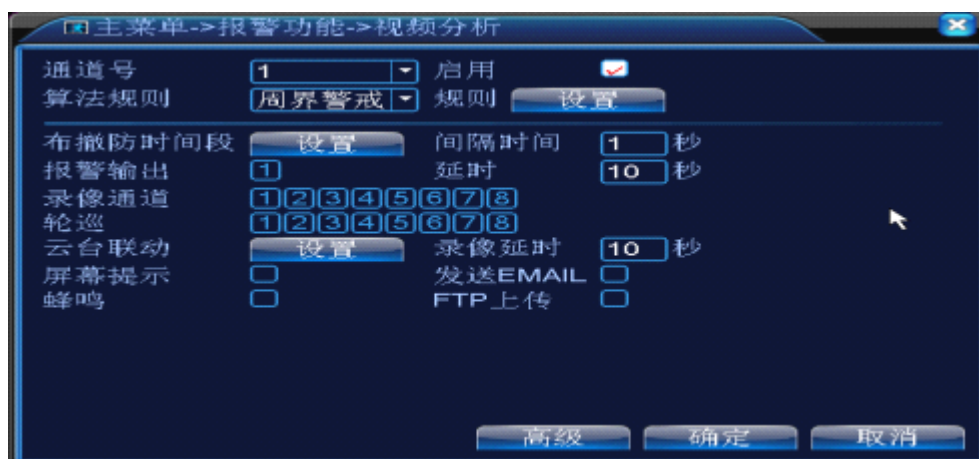 主菜单->报警功能->视频分析
通道号 1 启用
算法规则 周界警戒 规则 设置
布撤防时间段 设置 间隔时间 1 秒
报警输出 1 延时 10 秒
录像通道 1 2 3 4 5 6 7 8
轮巡 1 2 3 4 5 6 7 8
云台联动 设置 录像延时 10 秒
屏幕提示 发送EMAIL
蜂鸣 FTP上传
高级 确定 取消